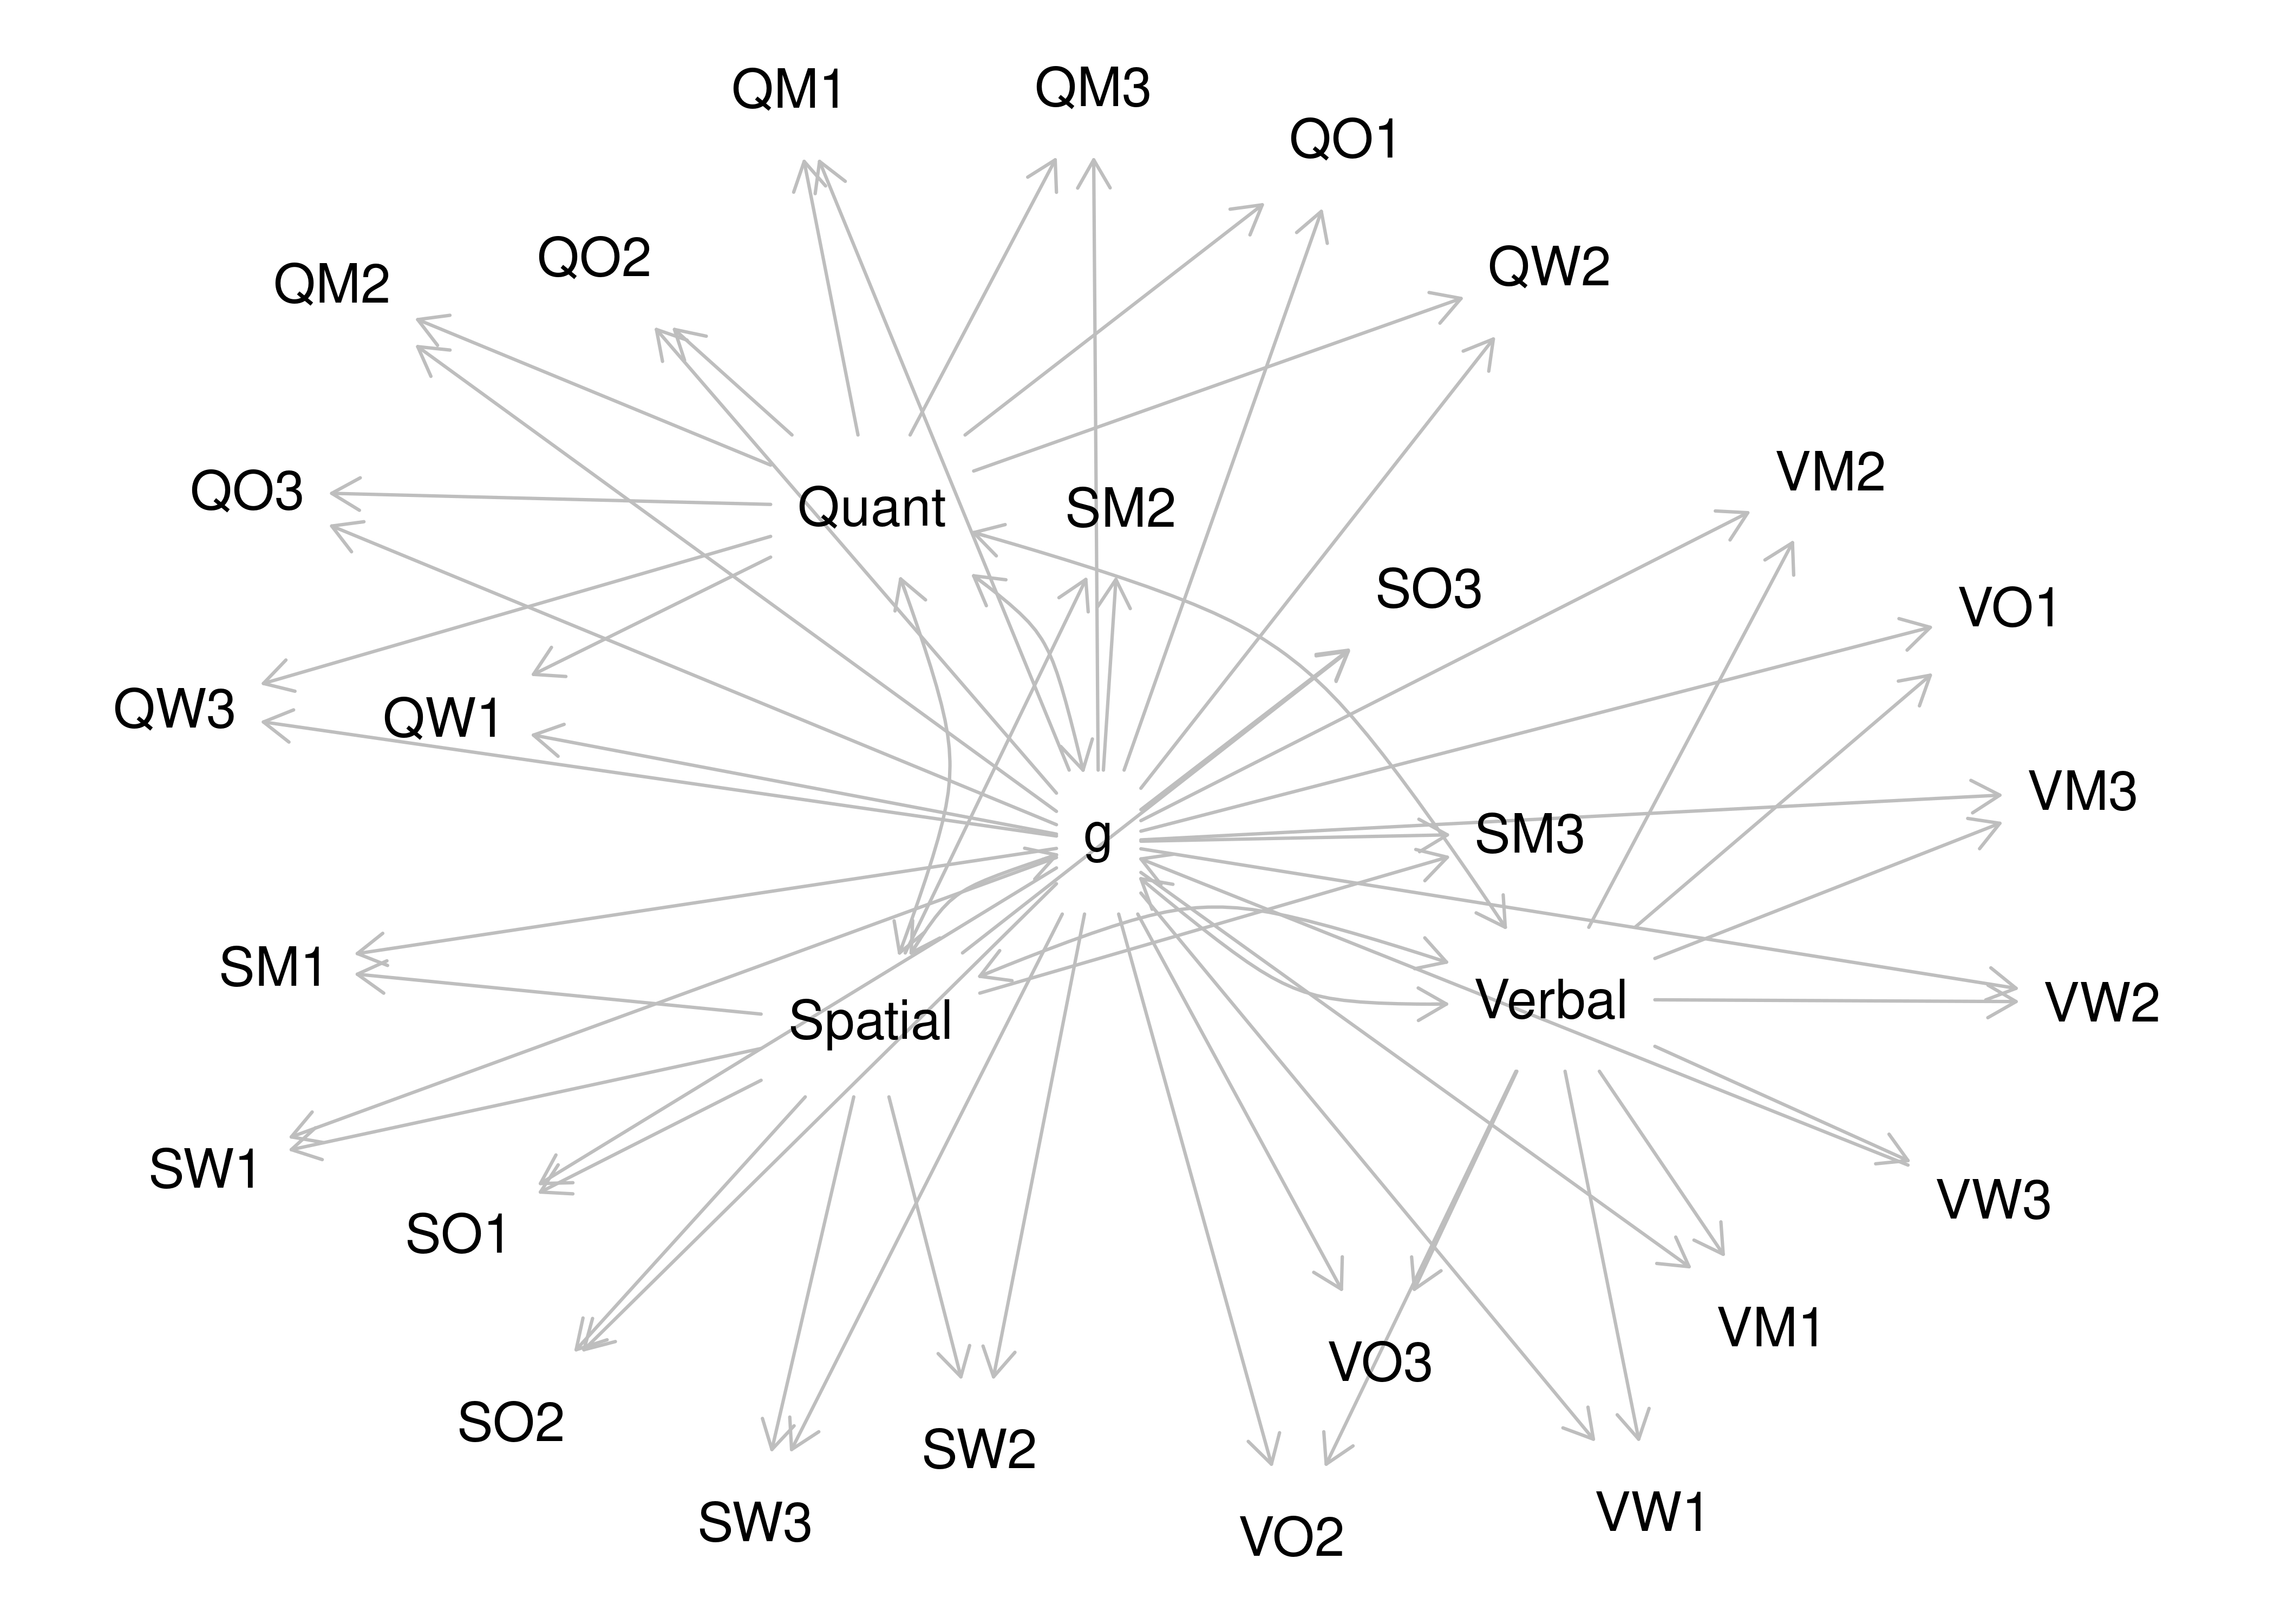 QM1
QM3
QO1
QO2
QW2
QM2
VM2
QO3
Quant
SM2
SO3
VO1
QW3
QW1
VM3
g
SM3
SM1
Spatial
Verbal
VW2
SW1
VW3
SO1
VM1
VO3
SO2
SW2
VW1
SW3
VO2